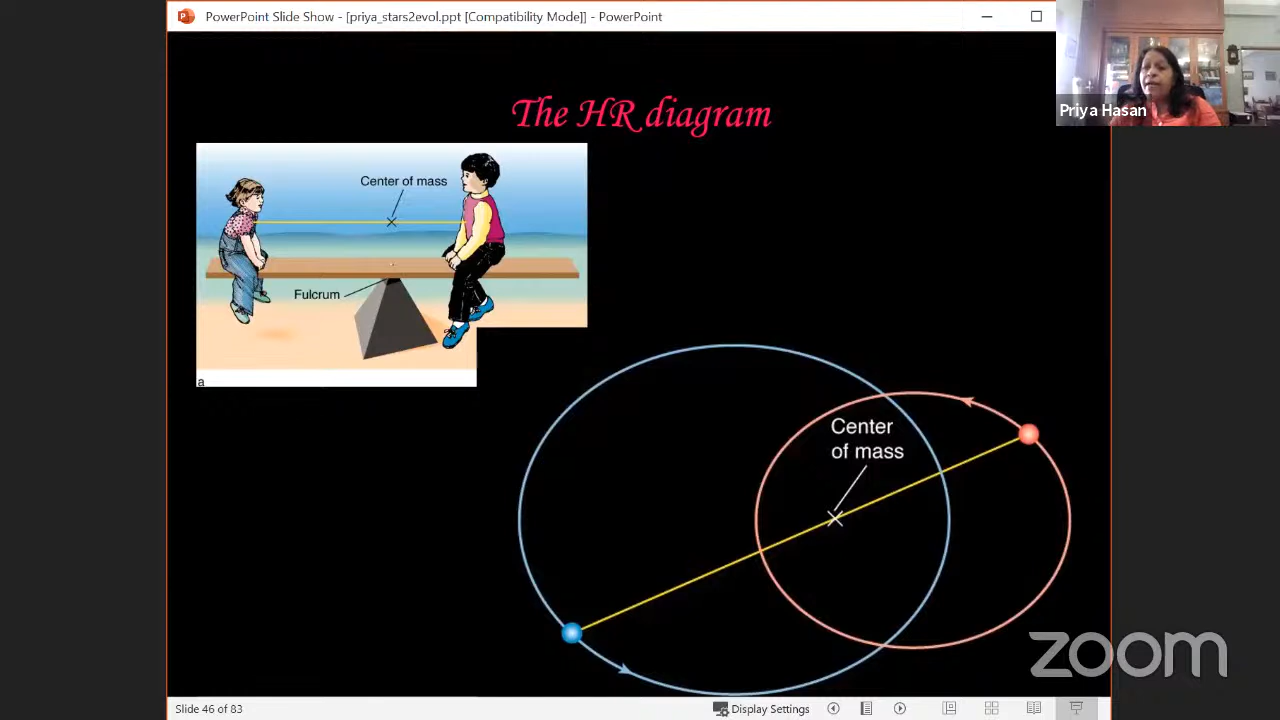 PowerPoint Slide Show - [priya_stars2evol.ppt [Compatibility Mode]] - PowerPoint
Priya Hasan
The HR diagram
Center of mass
Fulcrum
a
Center
of mass
zoom
Slide 46 of 83
Display Settings